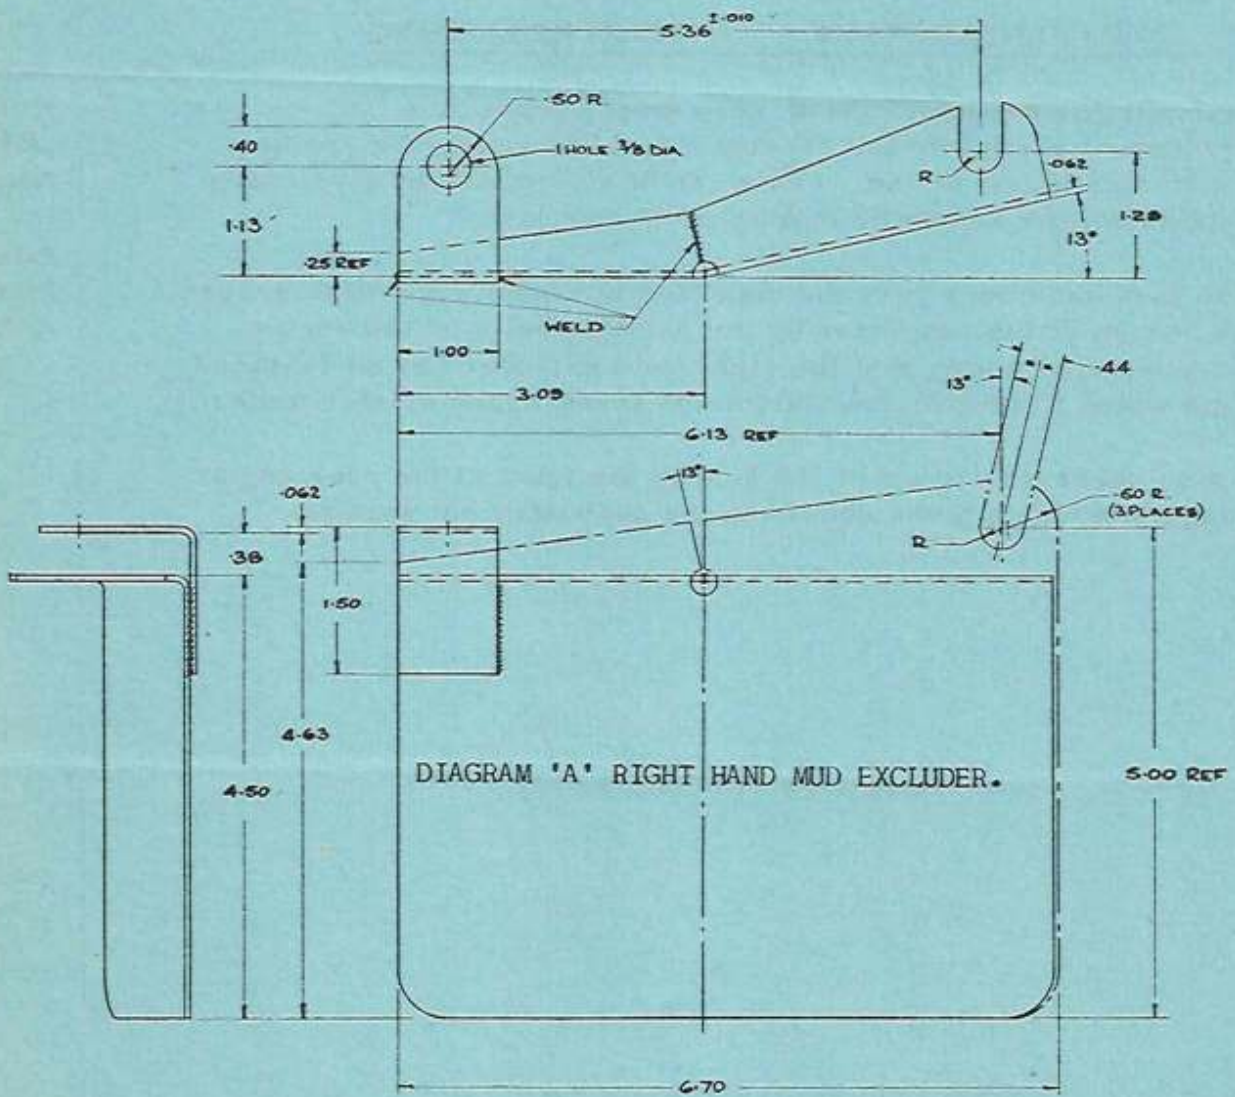 ±·010
5·36
·50 R.
·40
1 HOLE 3/8 DIA
R
·062
1·13
1·28
13°
·25 REF
WELD
1·00
3·09
13°
·44
6·13 REF
13°
·062
·60 R.
(3 PLACES)
R
·38
1·50
4·63
4·50
DIAGRAM 'A' RIGHT HAND MUD EXCLUDER.
5·00 REF
6·70